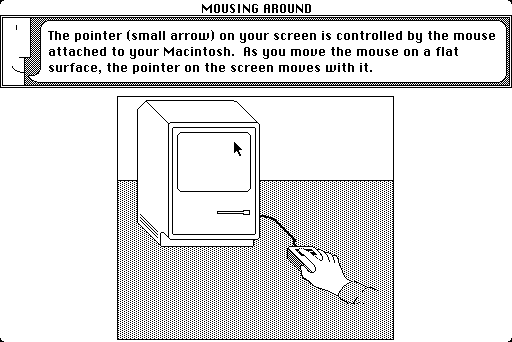 MOUSING AROUND
The pointer (small arrow) on your screen is controlled by the mouse
attached to your Macintosh.  As you move the mouse on a flat
surface, the pointer on the screen moves with it.